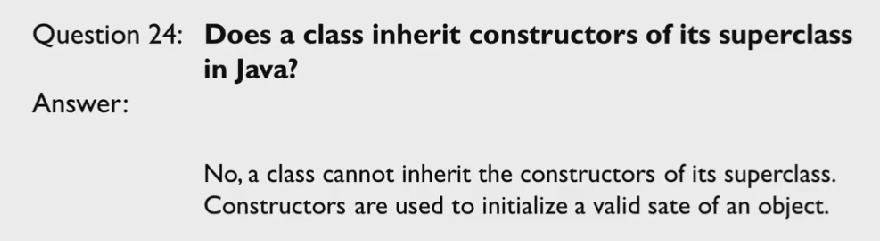 Question 24: Does a class inherit constructors of its superclass
in Java?
Answer:
No, a class cannot inherit the constructors of its superclass.
Constructors are used to initialize a valid sate of an object.